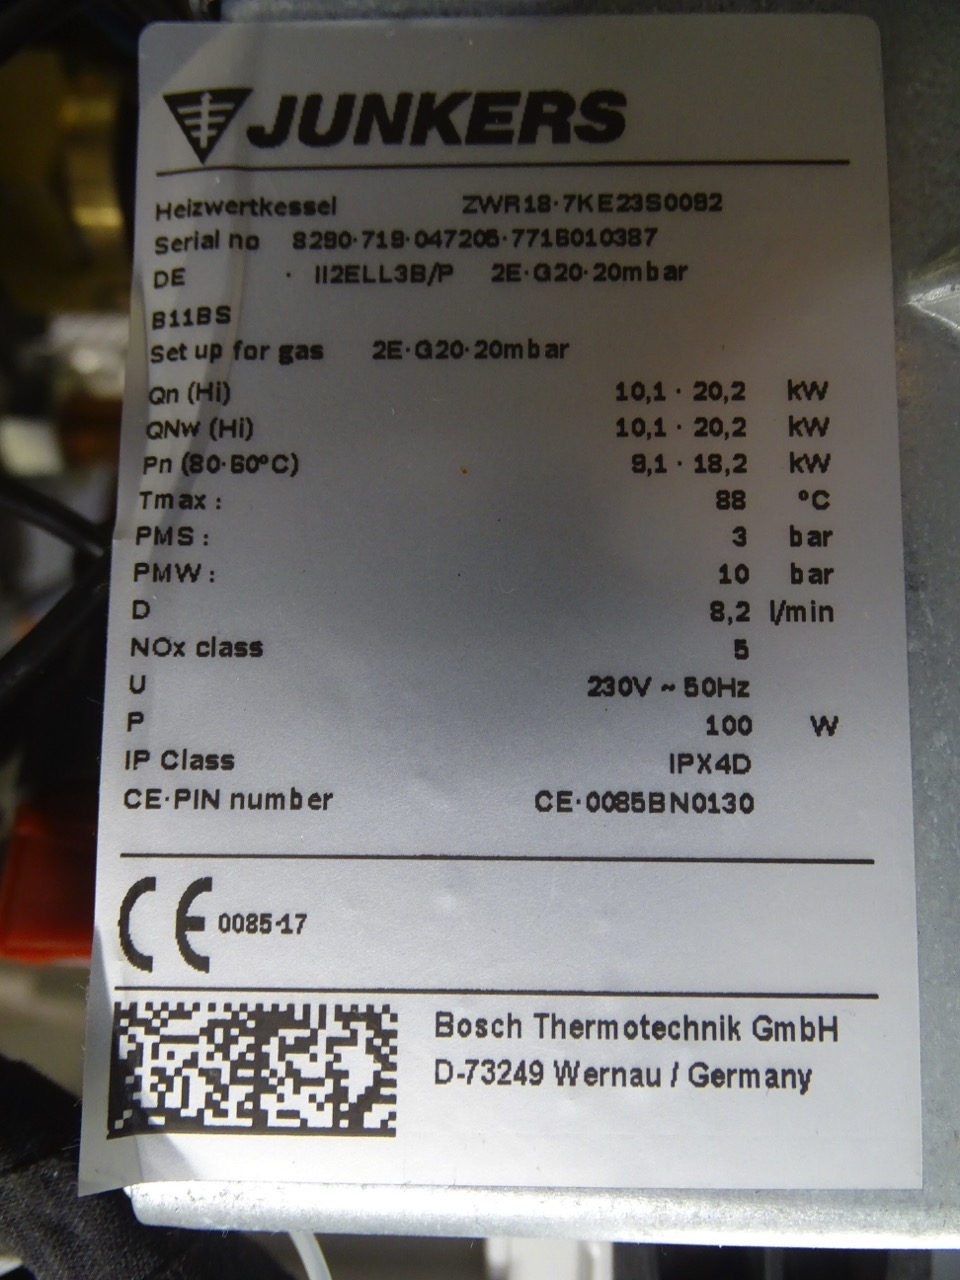 JUNKERS
Heizwertkessel ZWR18-7KE23S0092
Serial no 8290-719-047205-7716010387
DE - II2ELL3B/P 2E-G20-20mbar
B11BS
Set up for gas 2E-G20-20mbar
Qn (Hi) 10,1 - 20,2 kW
QNw (Hi) 10,1 - 20,2 kW
Pn (80-60°C) 9,1 - 18,2 kW
Tmax : 88 °C
PMS : 3 bar
PMW : 10 bar
D 8,2 l/min
NOx class 5
U 230V ~ 50Hz
P 100 W
IP Class IPX4D
CE-PIN number CE-0085BN0130
CE 0085-17
Bosch Thermotechnik GmbH
D-73249 Wernau / Germany